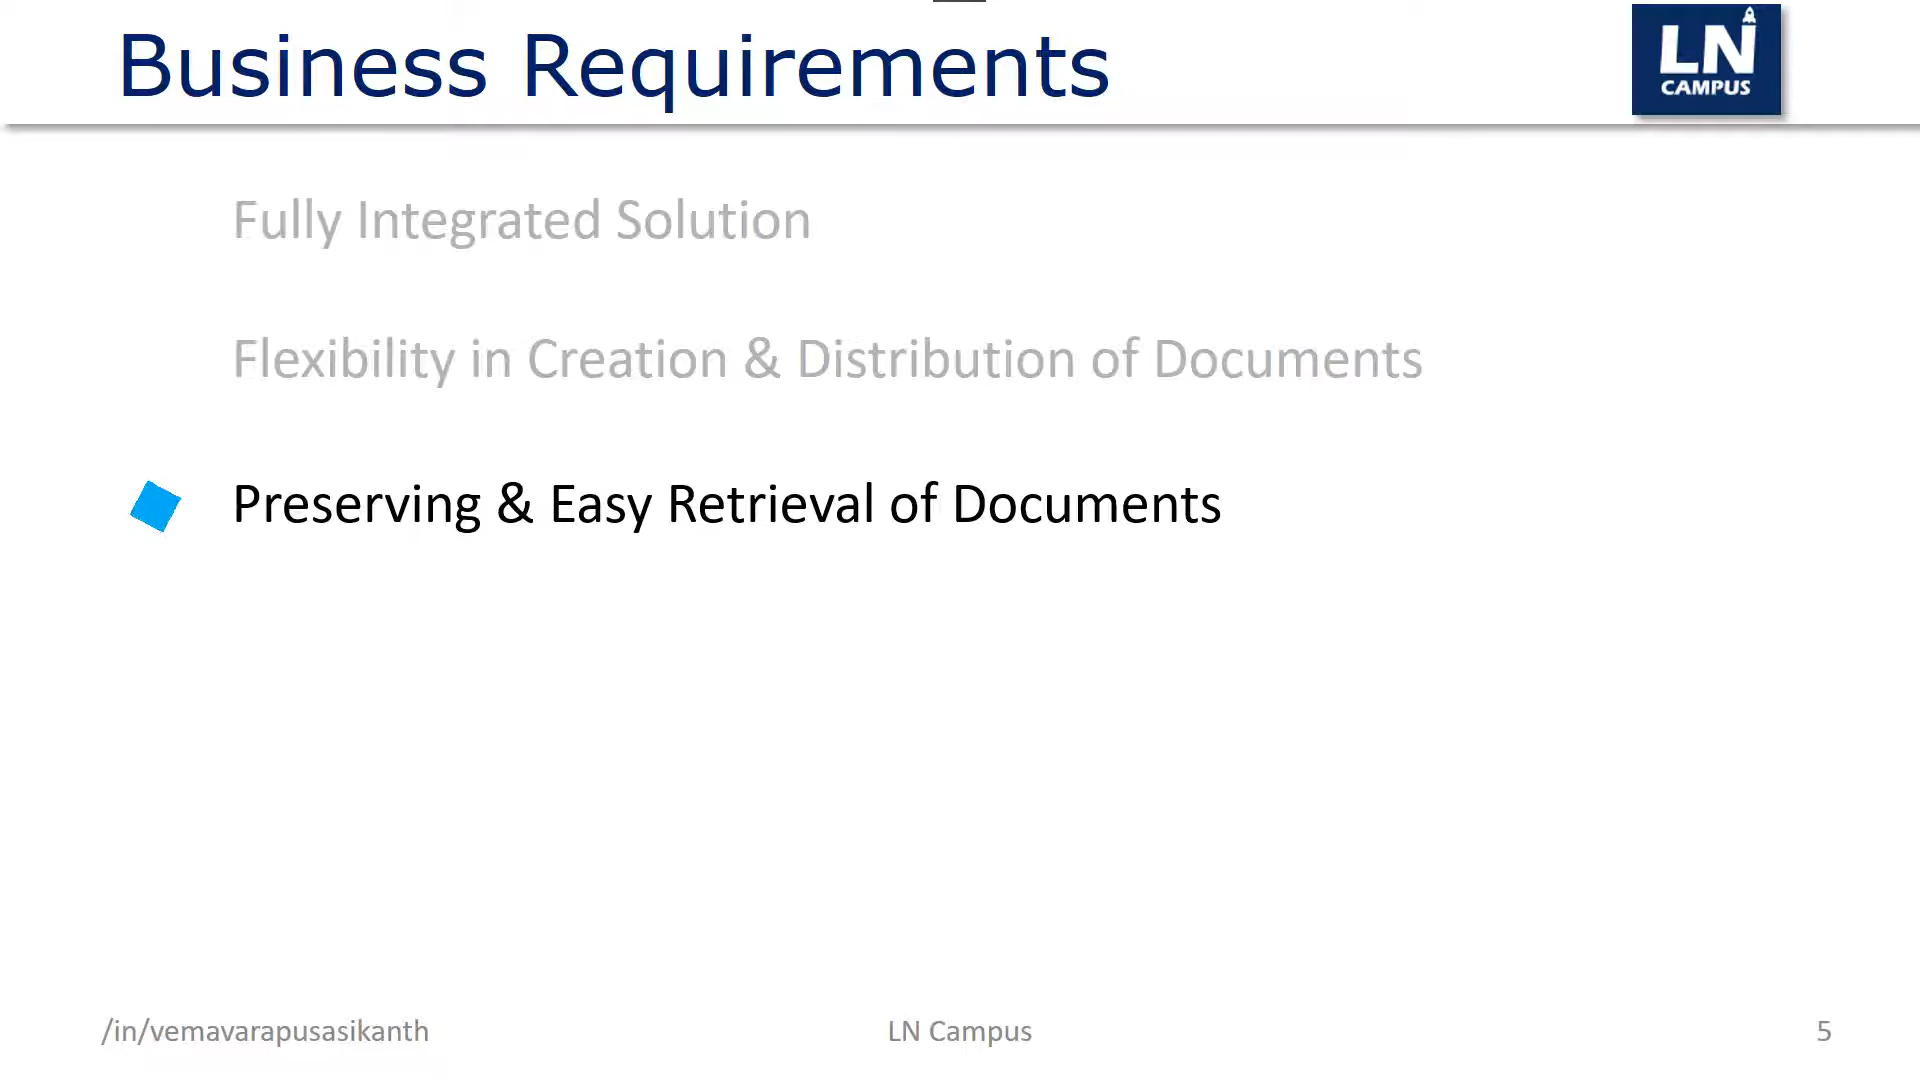 Business Requirements
LN
CAMPUS
Fully Integrated Solution
Flexibility in Creation & Distribution of Documents
Preserving & Easy Retrieval of Documents
/in/vemavarapusasikanth
LN Campus
5